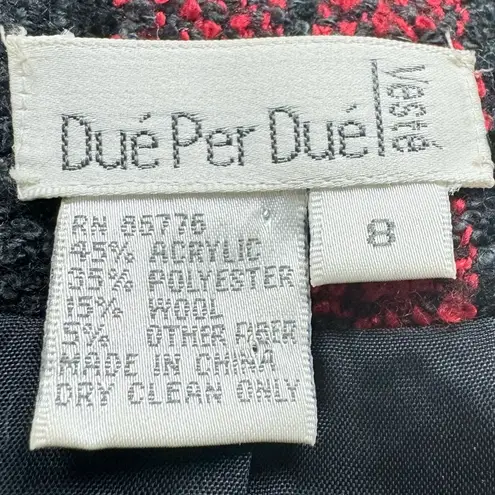 Dué Per Dué
Vesté
8
RN 86776
45% ACRYLIC
35% POLYESTER
15% WOOL
5% OTHER FIBER
MADE IN CHINA
DRY CLEAN ONLY